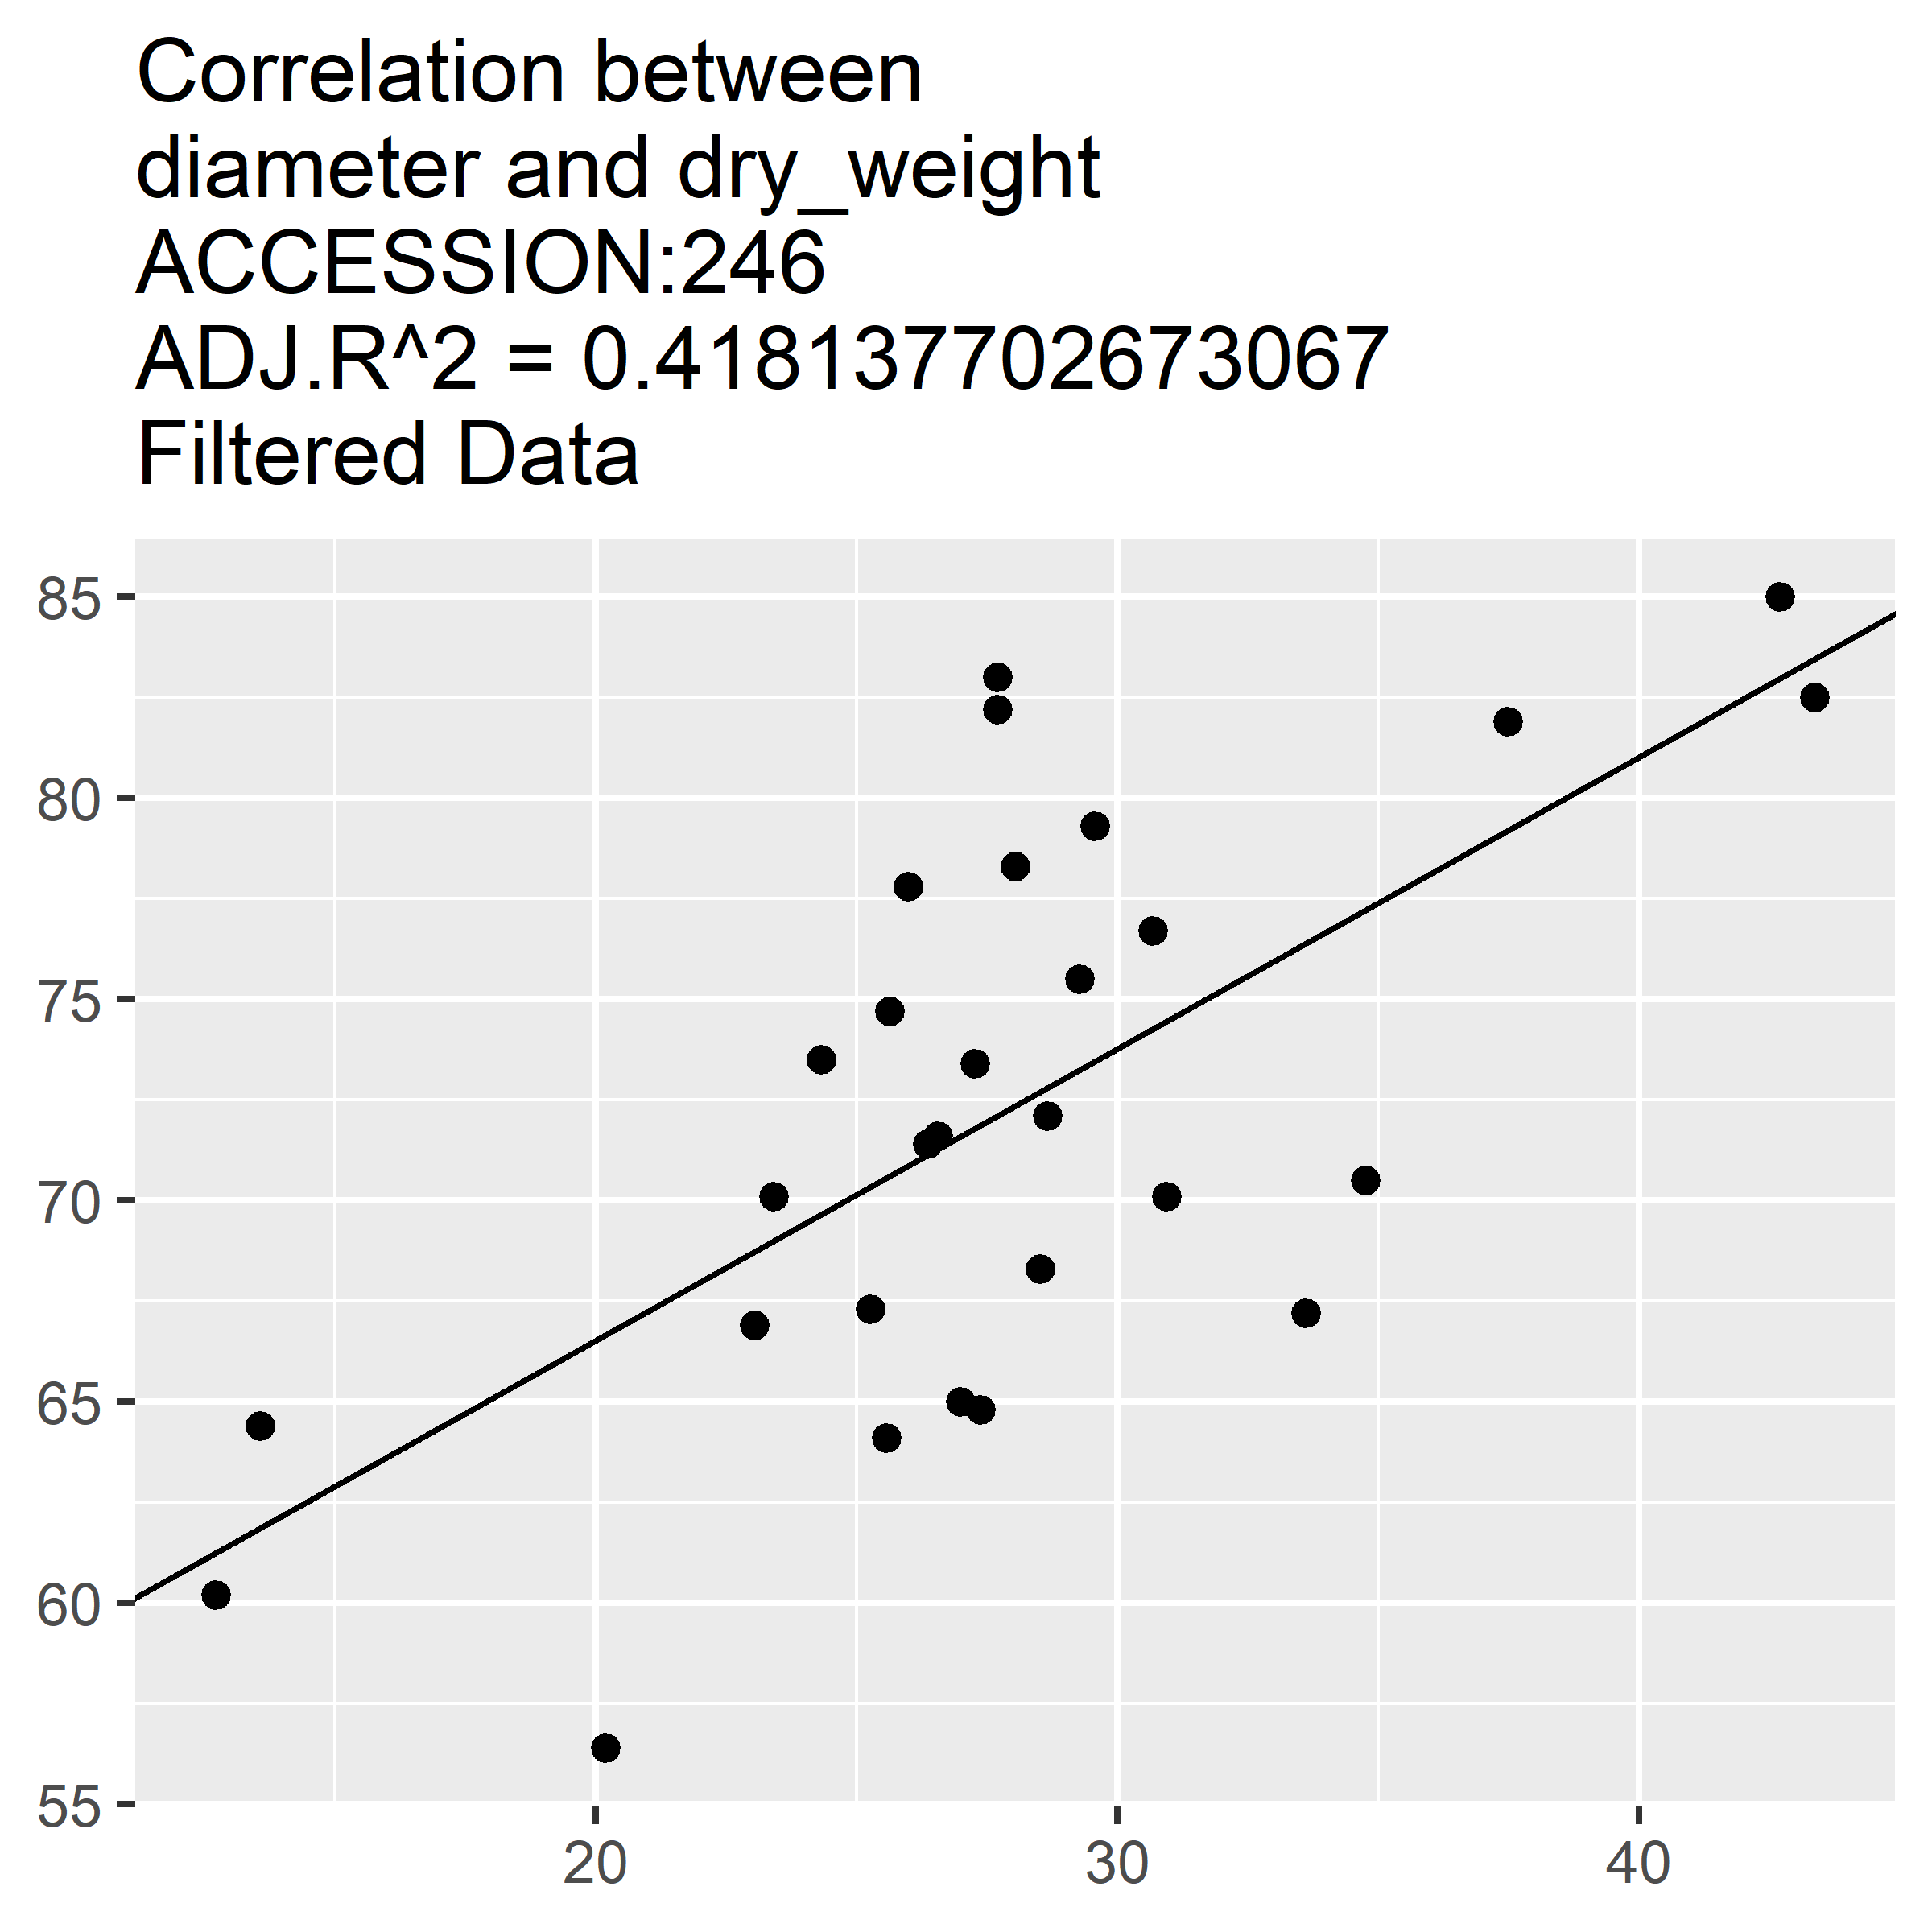 Correlation between
diameter and dry_weight
ACCESSION:246
ADJ.R^2 = 0.418137702673067
Filtered Data
85
80
75
70
65
60
55
20 30 40